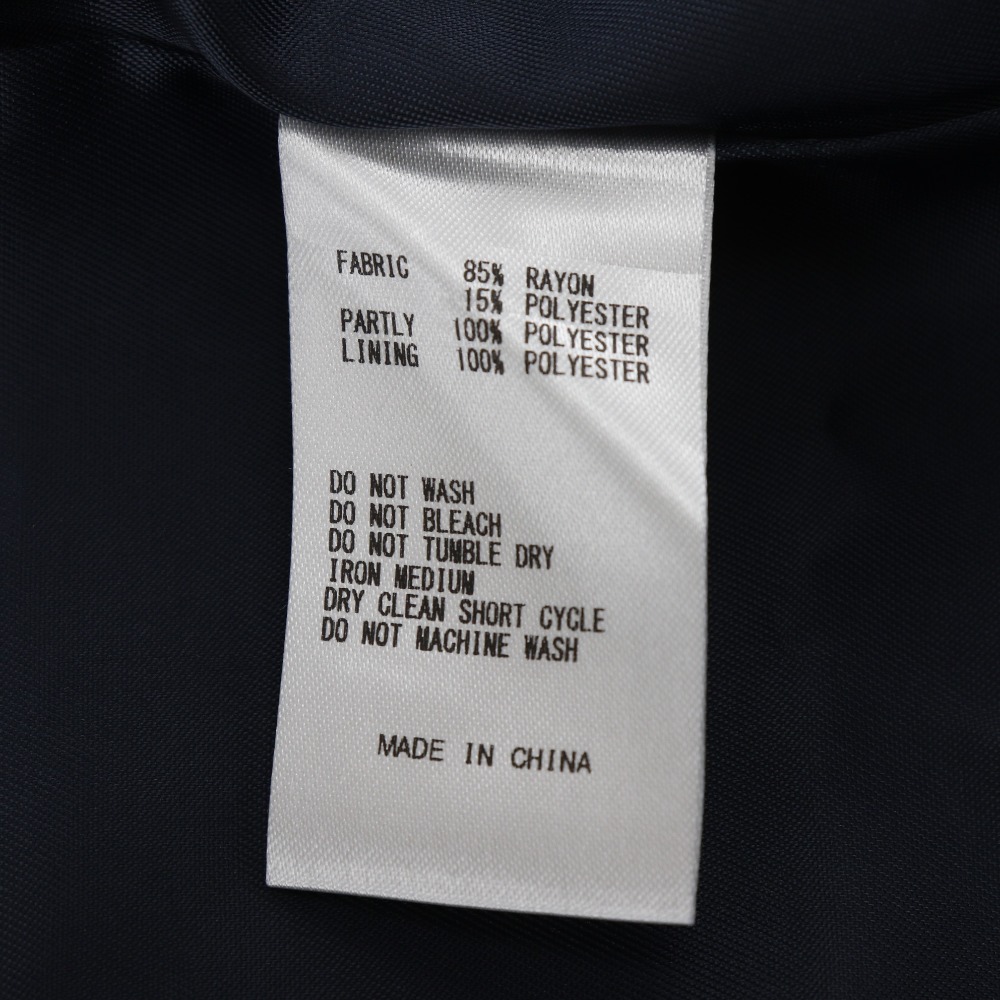 FABRIC 85% RAYON
15% POLYESTER
PARTLY 100% POLYESTER
LINING 100% POLYESTER
DO NOT WASH
DO NOT BLEACH
DO NOT TUMBLE DRY
IRON MEDIUM
DRY CLEAN SHORT CYCLE
DO NOT MACHINE WASH
MADE IN CHINA